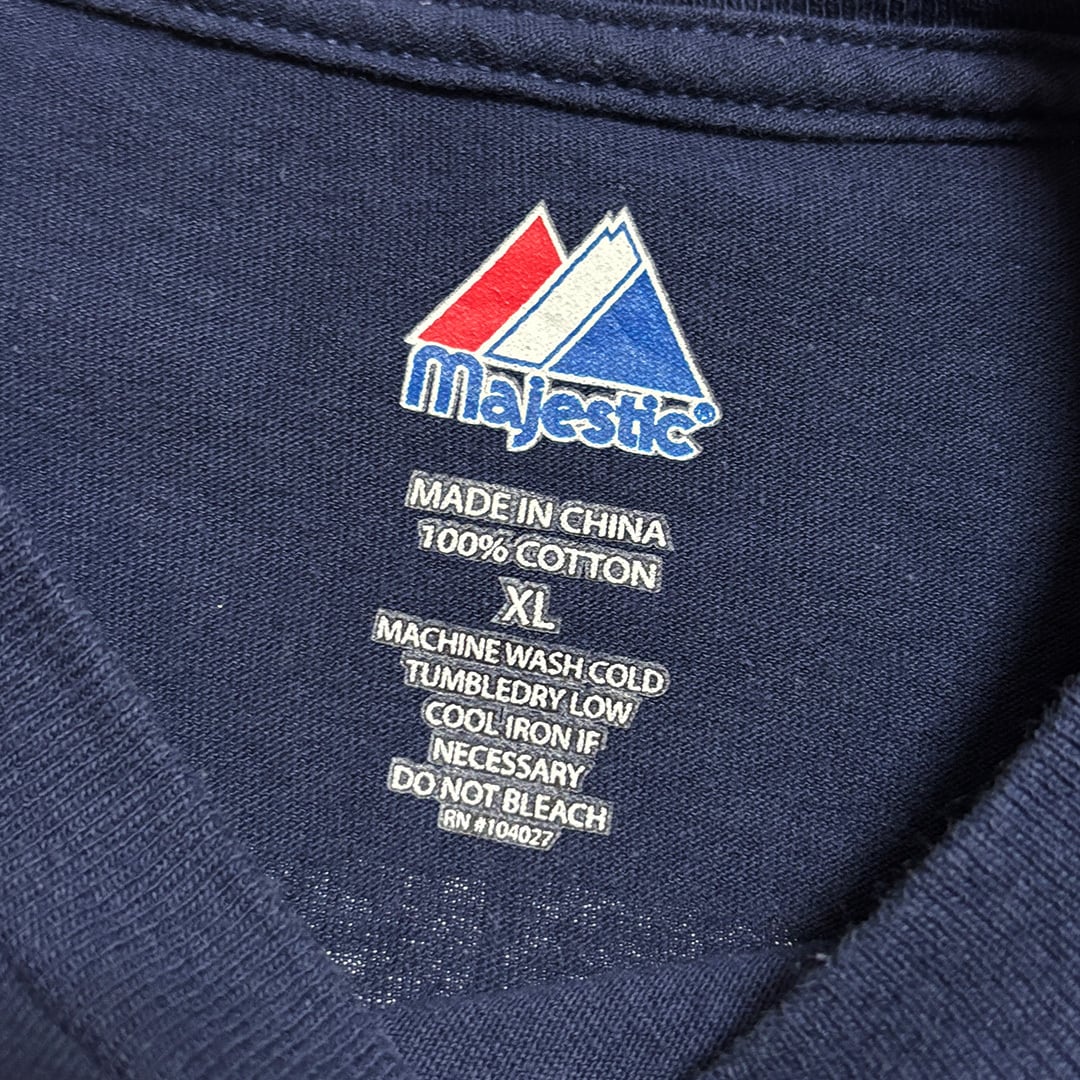 Majestic®
MADE IN CHINA
100% COTTON
XL
MACHINE WASH COLD
TUMBLEDRY LOW
COOL IRON IF
NECESSARY
DO NOT BLEACH
RN #104027